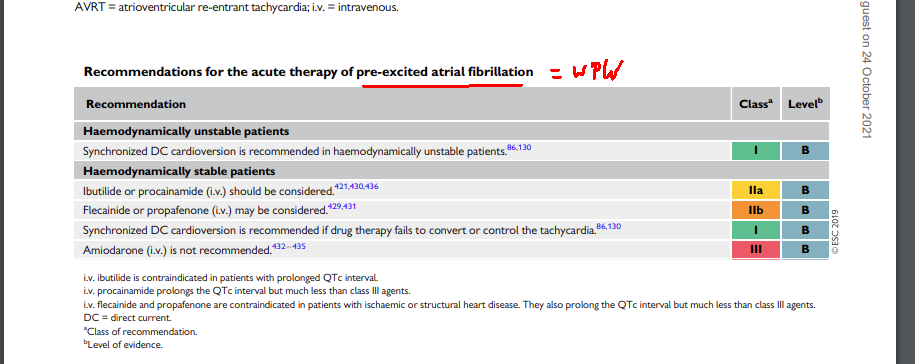 AVRT = atrioventricular re-entrant tachycardia; i.v. = intravenous.
Recommendations for the acute therapy of pre-excited atrial fibrillation = WPW
Recommendation Classᵃ Levelᵇ
Haemodynamically unstable patients
Synchronized DC cardioversion is recommended in haemodynamically unstable patients.86,130 I B
Haemodynamically stable patients
Ibutilide or procainamide (i.v.) should be considered.421,430,436 IIa B
Flecainide or propafenone (i.v.) may be considered.429,431 IIb B
Synchronized DC cardioversion is recommended if drug therapy fails to convert or control the tachycardia.86,130 I B
Amiodarone (i.v.) is not recommended.432–435 III B
©ESC 2019
i.v. ibutilide is contraindicated in patients with prolonged QTc interval.
i.v. procainamide prolongs the QTc interval but much less than class III agents.
i.v. flecainide and propafenone are contraindicated in patients with ischaemic or structural heart disease. They also prolong the QTc interval but much less than class III agents.
DC = direct current.
ᵃClass of recommendation.
ᵇLevel of evidence.
guest on 24 October 2021